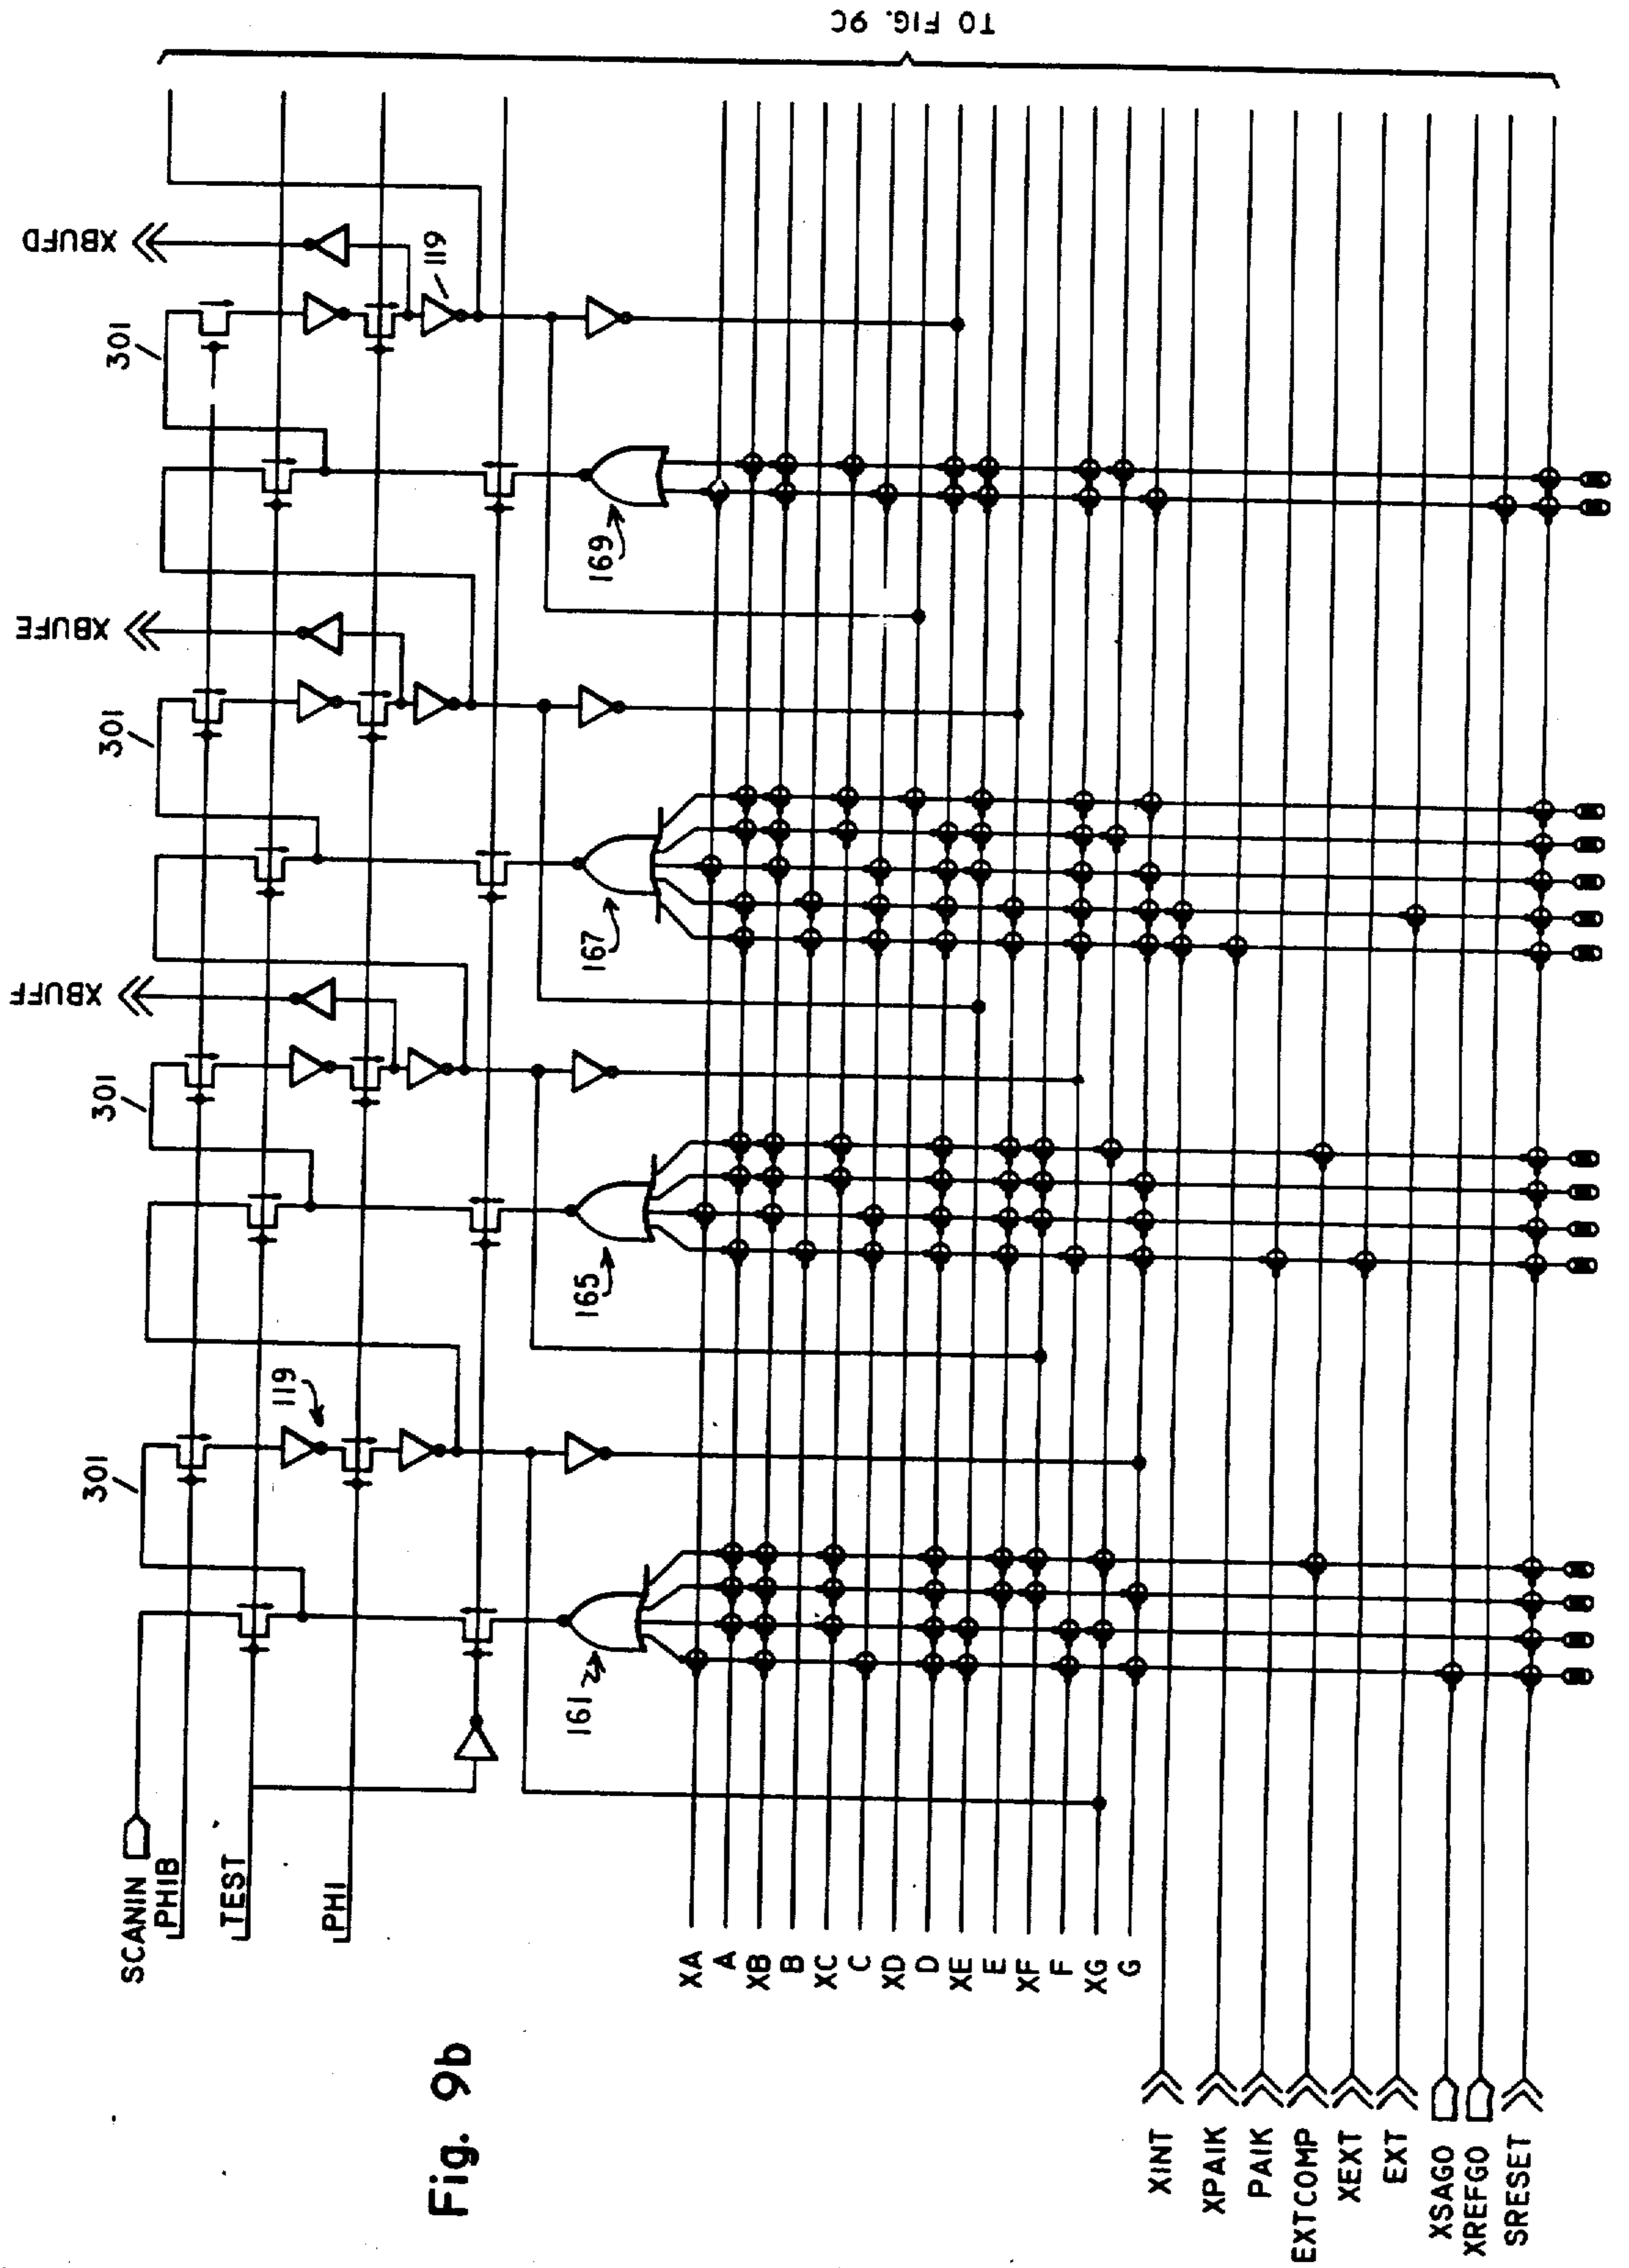 TO FIG. 9C
XBUFD
XBUFE
XBUFF
301
119
301
301
301
119
169
167
165
161
SCANIN
PHIB
TEST
PHI
XA
A
XB
B
XC
C
XD
D
XE
E
XF
F
XG
G
XINT
XPAIK
PAIK
EXTCOMP
XEXT
EXT
XSAGO
XREFGO
SRESET
Fig. 9b